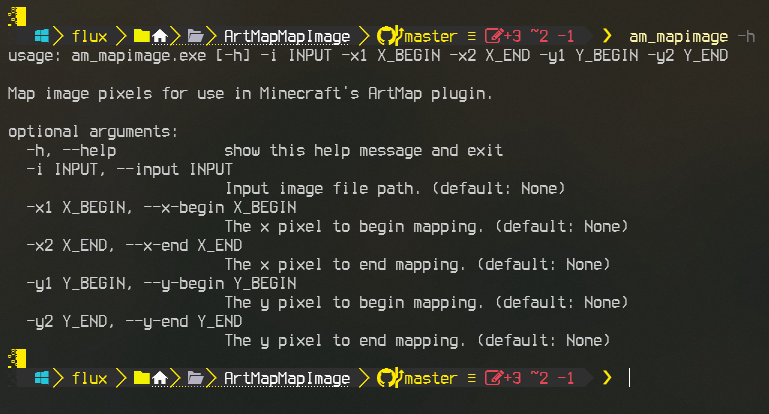 flux ArtMapMapImage master ≡ +3 ~2 -1 ❯ am_mapimage -h
usage: am_mapimage.exe [-h] -i INPUT -x1 X_BEGIN -x2 X_END -y1 Y_BEGIN -y2 Y_END
Map image pixels for use in Minecraft's ArtMap plugin.
optional arguments:
-h, --help show this help message and exit
-i INPUT, --input INPUT
Input image file path. (default: None)
-x1 X_BEGIN, --x-begin X_BEGIN
The x pixel to begin mapping. (default: None)
-x2 X_END, --x-end X_END
The x pixel to end mapping. (default: None)
-y1 Y_BEGIN, --y-begin Y_BEGIN
The y pixel to begin mapping. (default: None)
-y2 Y_END, --y-end Y_END
The y pixel to end mapping. (default: None)
flux ArtMapMapImage master ≡ +3 ~2 -1 ❯